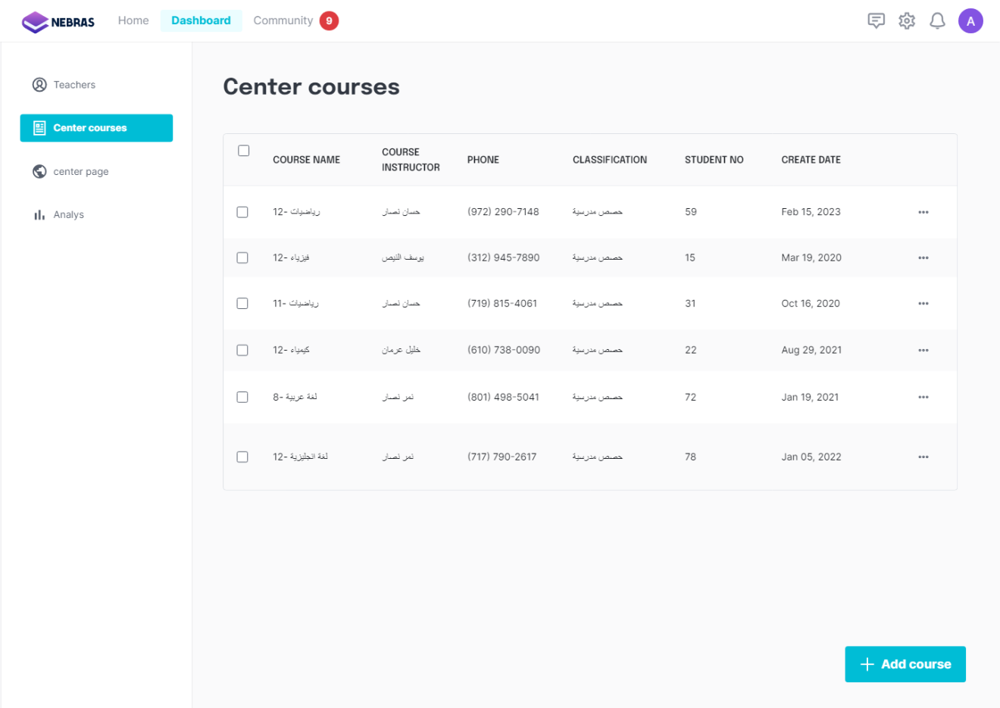 NEBRAS Home Dashboard Community 9 A
Teachers
Center courses
center page
Analys
Center courses
COURSE NAME COURSE INSTRUCTOR PHONE CLASSIFICATION STUDENT NO CREATE DATE
12- رياضيات حسان نصار (972) 290-7148 حصص مدرسية 59 Feb 15, 2023
12- فيزياء يوسف النيص (312) 945-7890 حصص مدرسية 15 Mar 19, 2020
11- رياضيات حسان نصار (719) 815-4061 حصص مدرسية 31 Oct 16, 2020
12- كيمياء خليل عرمان (610) 738-0090 حصص مدرسية 22 Aug 29, 2021
8- لغة عربية نمر نصار (801) 498-5041 حصص مدرسية 72 Jan 19, 2021
12- لغة انجليزية نمر نصار (717) 790-2617 حصص مدرسية 78 Jan 05, 2022
Add course